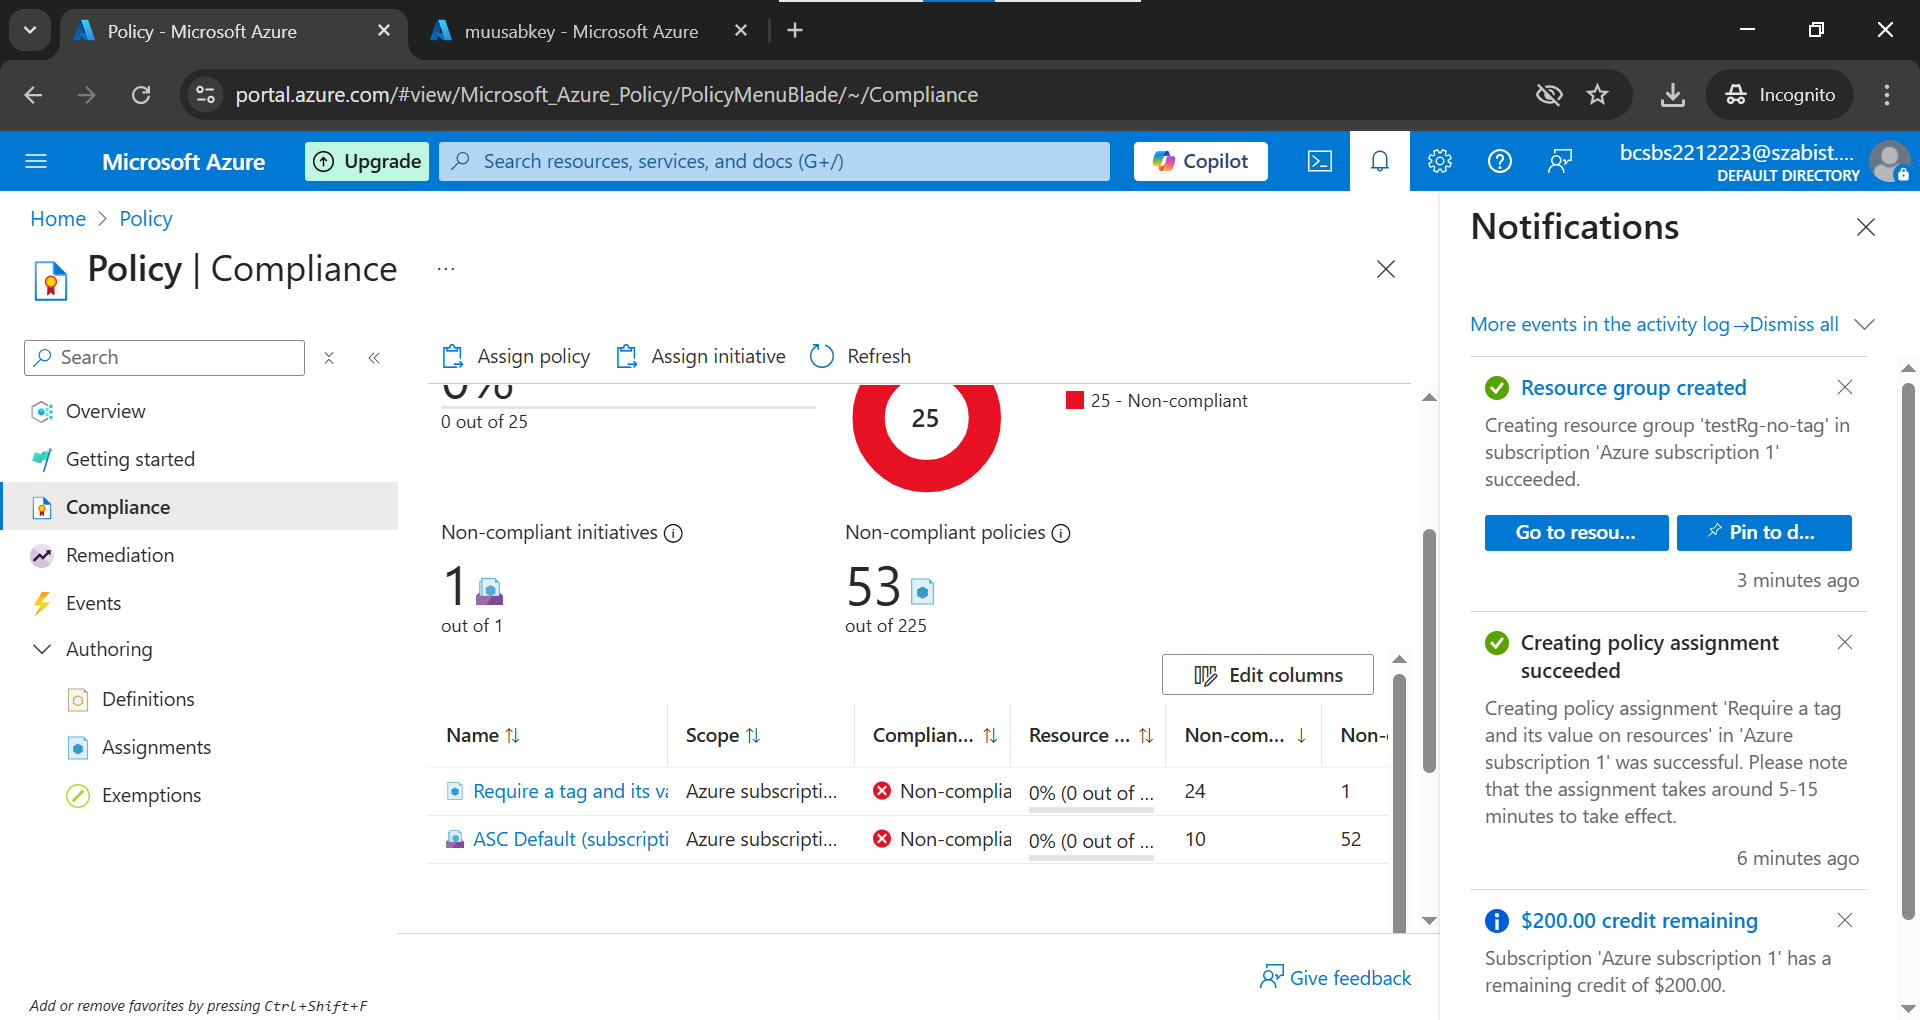 Policy - Microsoft Azure
muusabkey - Microsoft Azure
portal.azure.com/#view/Microsoft_Azure_Policy/PolicyMenuBlade/~/Compliance
Incognito
Microsoft Azure
Upgrade
Search resources, services, and docs (G+/)
Copilot
bcsbs2212223@szabist....
DEFAULT DIRECTORY
Home > Policy
Policy | Compliance
...
Search
Overview
Getting started
Compliance
Remediation
Events
Authoring
Definitions
Assignments
Exemptions
Add or remove favorites by pressing Ctrl+Shift+F
Assign policy
Assign initiative
Refresh
0%
0 out of 25
25
25 - Non-compliant
Non-compliant initiatives
1
out of 1
Non-compliant policies
53
out of 225
Edit columns
Name Scope Complian... Resource ... Non-com... Non-
Require a tag and its va Azure subscripti... Non-complia 0% (0 out of ... 24 1
ASC Default (subscripti Azure subscripti... Non-complia 0% (0 out of ... 10 52
Give feedback
Notifications
More events in the activity log →
Dismiss all
Resource group created
Creating resource group 'testRg-no-tag' in
subscription 'Azure subscription 1'
succeeded.
Go to resou...
Pin to d...
3 minutes ago
Creating policy assignment
succeeded
Creating policy assignment 'Require a tag
and its value on resources' in 'Azure
subscription 1' was successful. Please note
that the assignment takes around 5-15
minutes to take effect.
6 minutes ago
$200.00 credit remaining
Subscription 'Azure subscription 1' has a
remaining credit of $200.00.